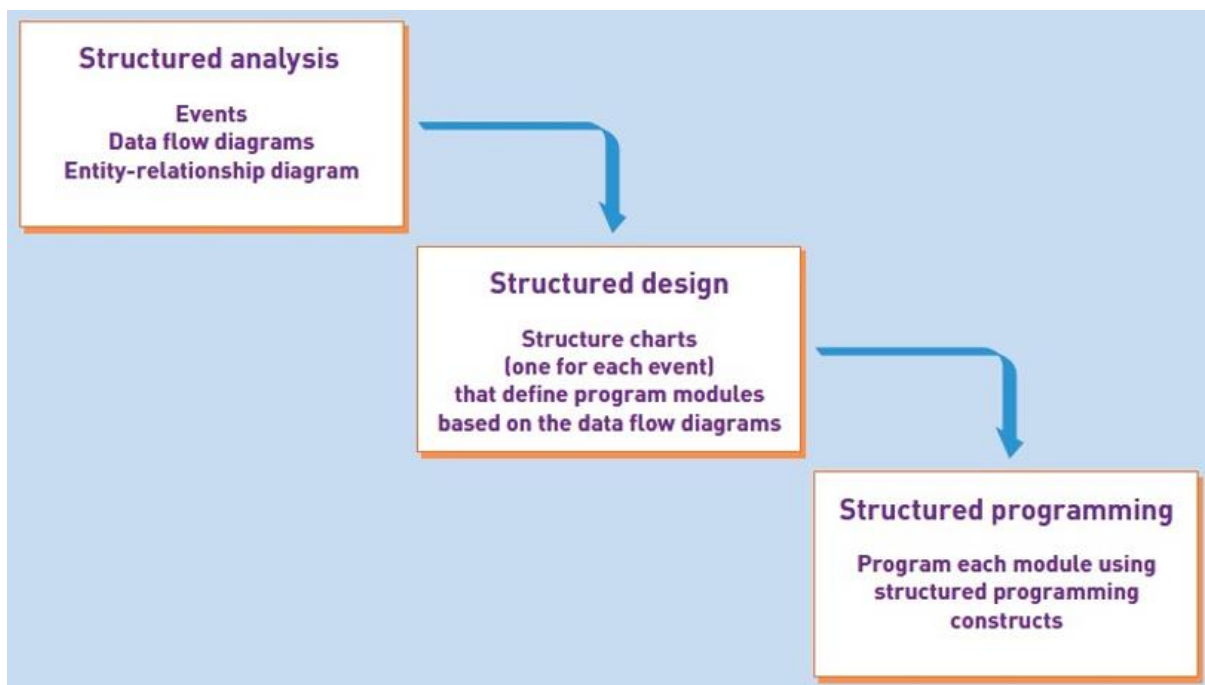 Structured analysis
Events
Data flow diagrams
Entity-relationship diagram
Structured design
Structure charts
(one for each event)
that define program modules
based on the data flow diagrams
Structured programming
Program each module using
structured programming
constructs